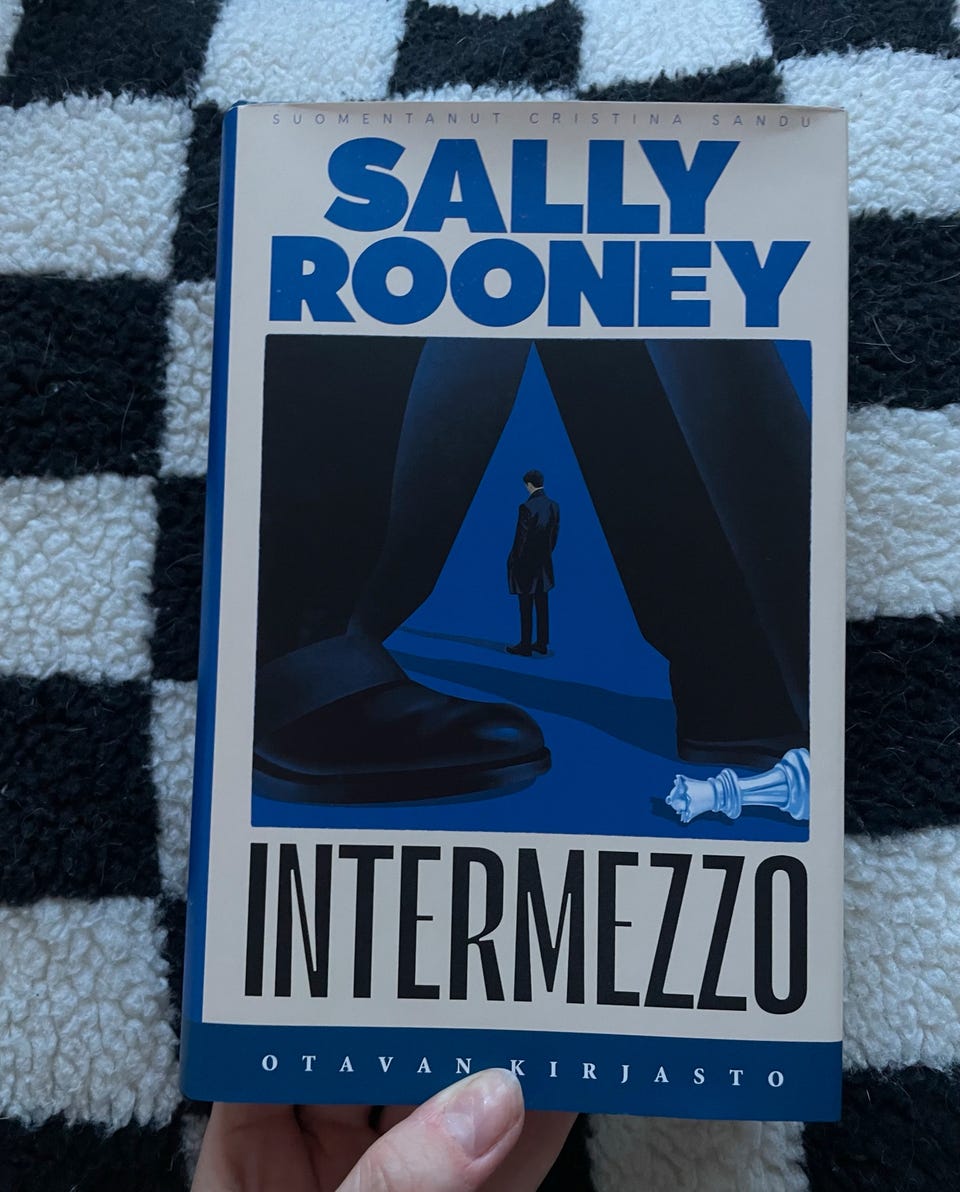 SUOMENTANUT CRISTINA SANDU
SALLY
ROONEY
INTERMEZZO
OTAVAN KIRJASTO